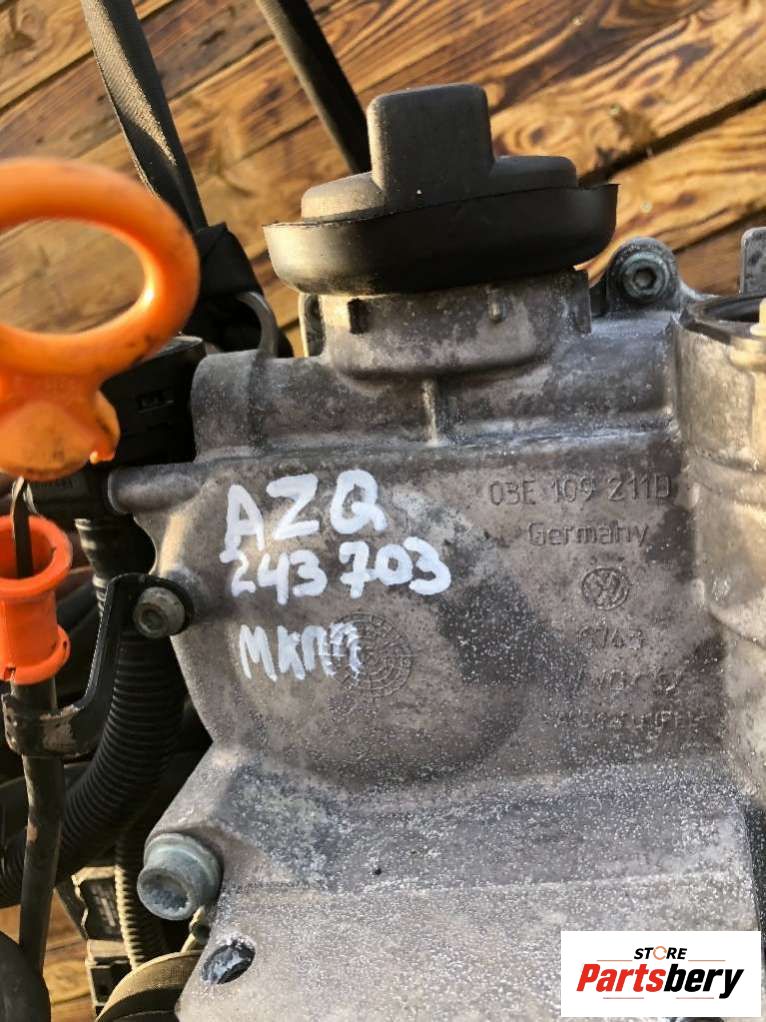 03E 109 211D
Germany
AZQ
243 703
МКПП
STORE
Partsbery